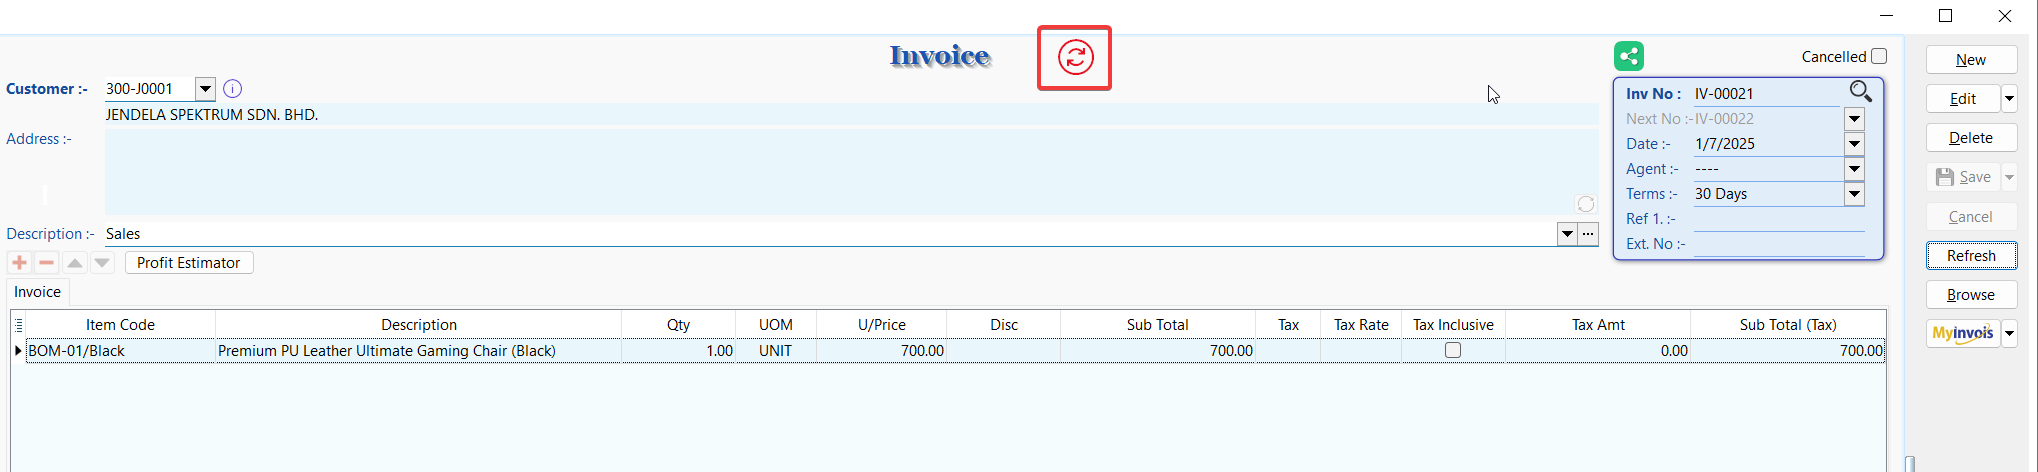 Invoice
Cancelled
New
Customer :- 300-J0001
Inv No : IV-00021
Edit
JENDELA SPEKTRUM SDN. BHD.
Next No :- IV-00022
Address :-
Date :- 1/7/2025
Delete
Agent :- ----
Save
Terms :- 30 Days
Ref 1. :-
Cancel
Description :- Sales
Ext. No :-
Refresh
Profit Estimator
Invoice
Browse
Item Code Description Qty UOM U/Price Disc Sub Total Tax Tax Rate Tax Inclusive Tax Amt Sub Total (Tax)
Myinvois
BOM-01/Black Premium PU Leather Ultimate Gaming Chair (Black) 1.00 UNIT 700.00 700.00 0.00 700.00